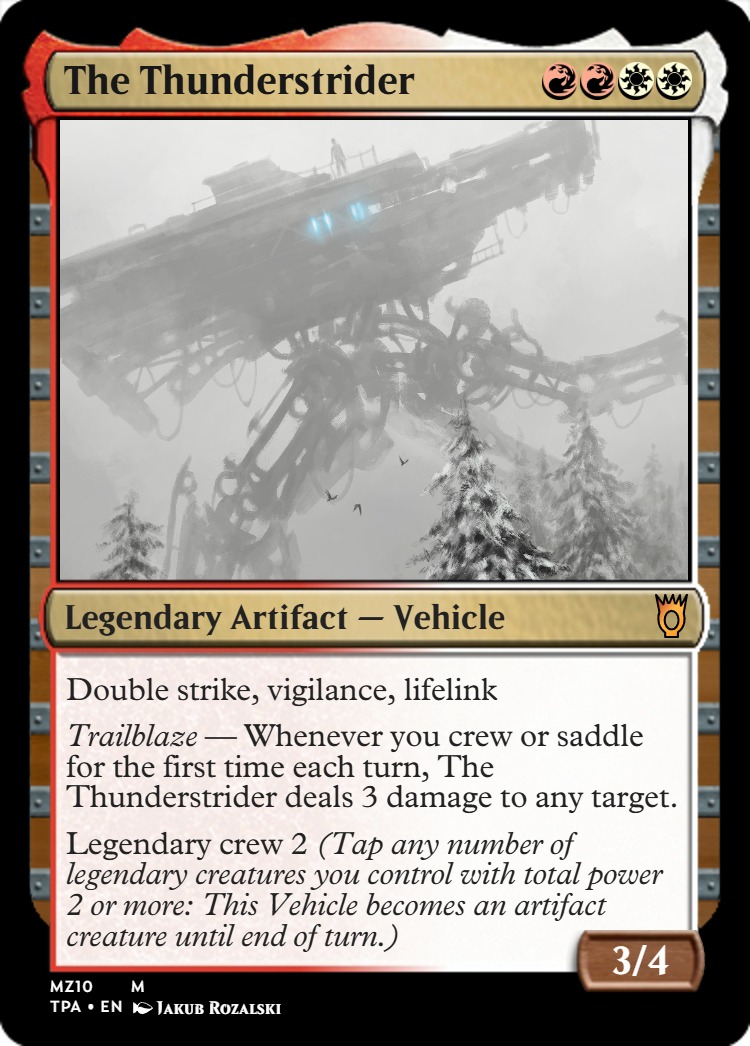 The Thunderstrider
Legendary Artifact — Vehicle
Double strike, vigilance, lifelink
Trailblaze — Whenever you crew or saddle
for the first time each turn, The
Thunderstrider deals 3 damage to any target.
Legendary crew 2 (Tap any number of
legendary creatures you control with total power
2 or more: This Vehicle becomes an artifact
creature until end of turn.)
3/4
MZ10 M
TPA • EN Jakub Rozalski